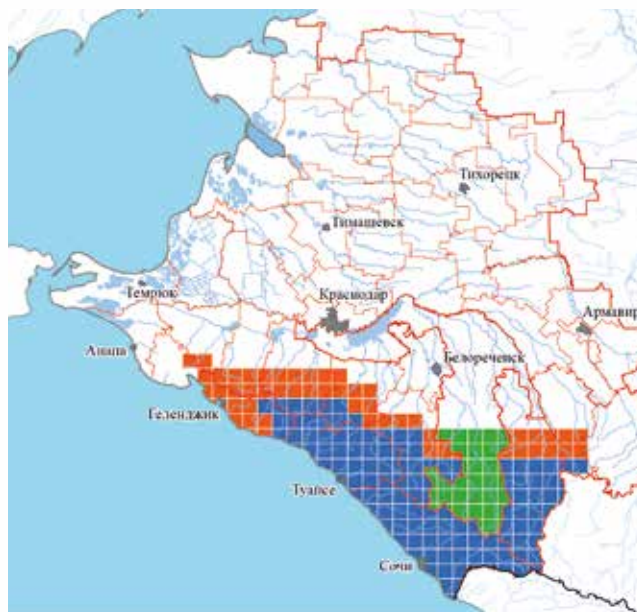 Тихорецк
Тимашевск
Темрюк
Краснодар
Армавир
Анапа
Белореченск
Геленджик
Туапсе
Сочи